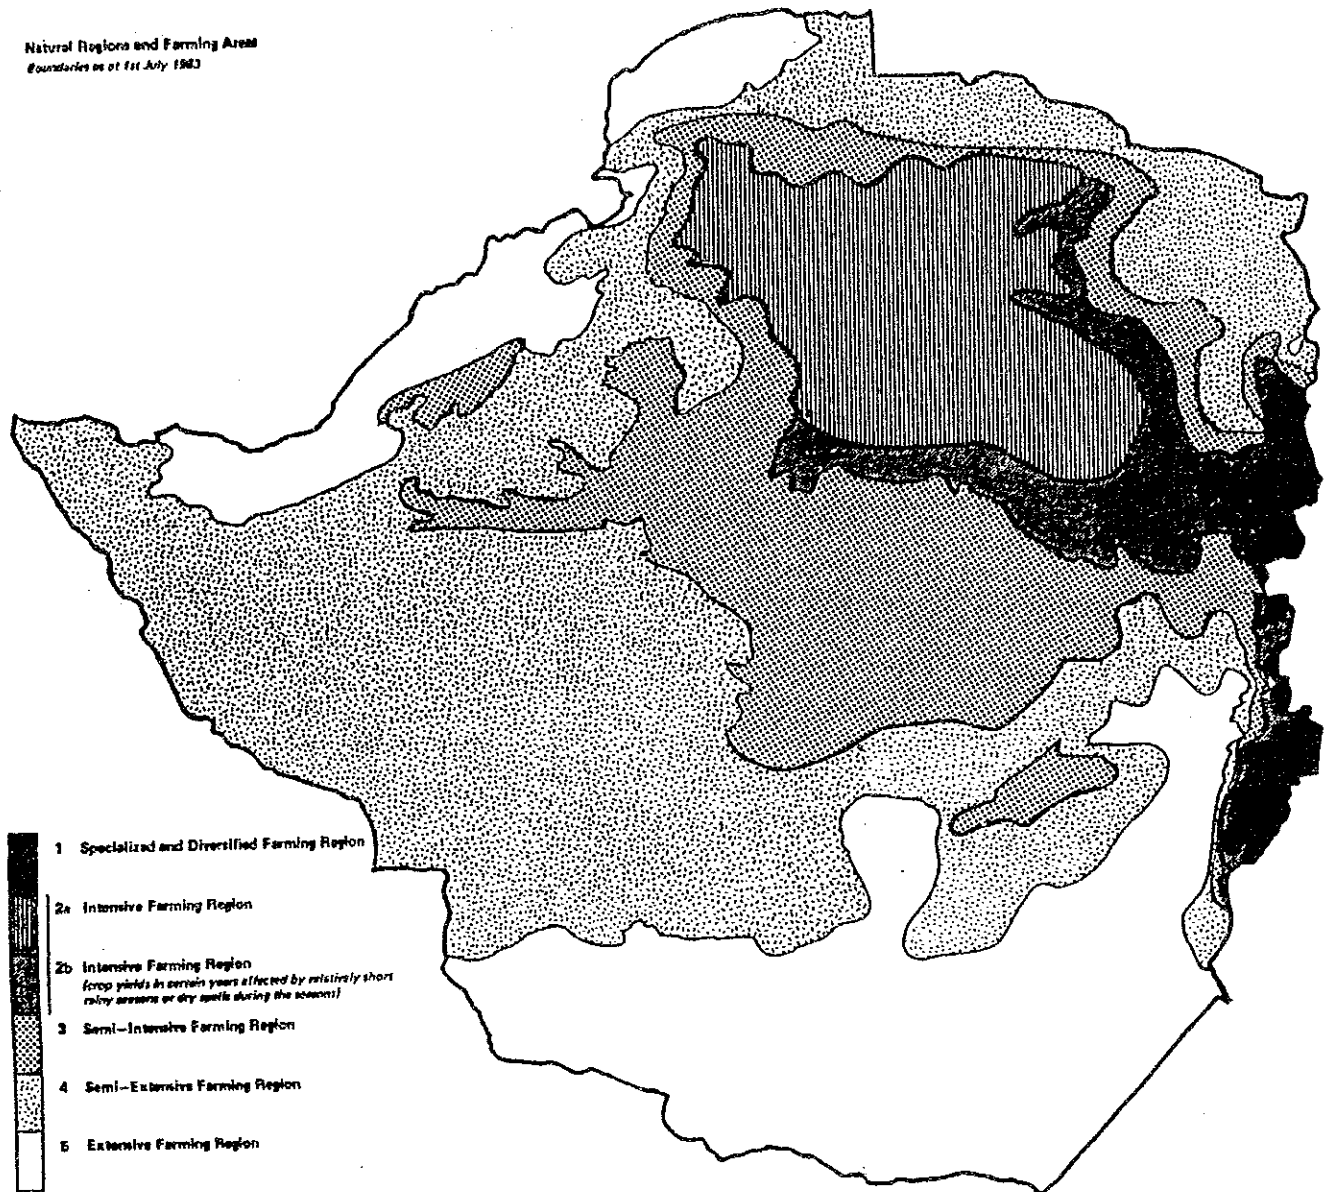 Natural Regions and Farming Areas
Boundaries as at 1st July 1983
1 Specialized and Diversified Farming Region
2a Intensive Farming Region
2b Intensive Farming Region
(crop yields in certain years affected by relatively short
rainy seasons or dry spells during the seasons)
3 Semi-Intensive Farming Region
4 Semi-Extensive Farming Region
5 Extensive Farming Region